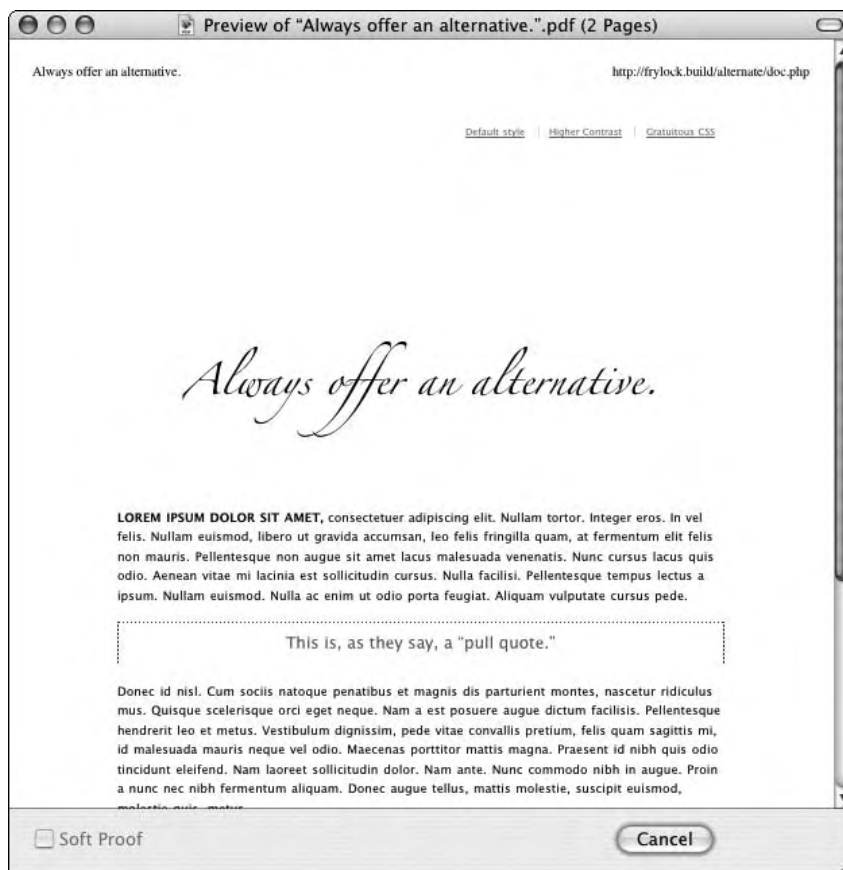 Preview of “Always offer an alternative.”.pdf (2 Pages)
Always offer an alternative.
http://frylock.build/alternate/doc.php
Default style | Higher Contrast | Gratuitous CSS
Always offer an alternative.
LOREM IPSUM DOLOR SIT AMET, consectetuer adipiscing elit. Nullam tortor. Integer eros. In vel
felis. Nullam euismod, libero ut gravida accumsan, leo felis fringilla quam, at fermentum elit felis
non mauris. Pellentesque non augue sit amet lacus malesuada venenatis. Nunc cursus lacus quis
odio. Aenean vitae mi lacinia est sollicitudin cursus. Nulla facilisi. Pellentesque tempus lectus a
ipsum. Nullam euismod. Nulla ac enim ut odio porta feugiat. Aliquam vulputate cursus pede.
This is, as they say, a “pull quote.”
Donec id nisl. Cum sociis natoque penatibus et magnis dis parturient montes, nascetur ridiculus
mus. Quisque scelerisque orci eget neque. Nam a est posuere augue dictum facilisis. Pellentesque
hendrerit leo et metus. Vestibulum dignissim, pede vitae convallis pretium, felis quam sagittis mi,
id malesuada mauris neque vel odio. Maecenas porttitor mattis magna. Praesent id nibh quis odio
tincidunt eleifend. Nam laoreet sollicitudin dolor. Nam ante. Nunc commodo nibh in augue. Proin
a nunc nec nibh fermentum aliquam. Donec augue tellus, mattis molestie, suscipit euismod,
molestie quis, metus.
Soft Proof
Cancel